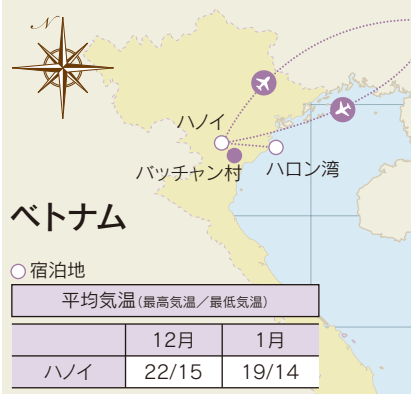 N
ハノイ
バッチャン村
ハロン湾
ベトナム
○宿泊地
平均気温(最高気温／最低気温)
12月 1月
ハノイ 22/15 19/14